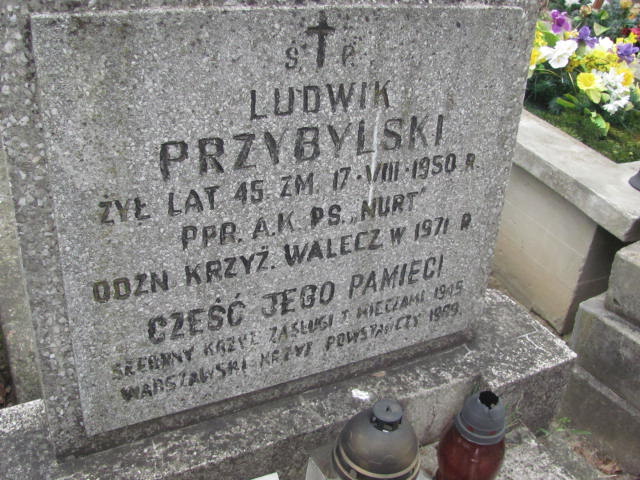 Ś P
LUDWIK
PRZYBYLSKI
ŻYŁ LAT 45. ZM. 17·VIII·1950 R.
PPR. A.K PS. „NURT"
ODZN KRZYŻ. WALECZ W 1971 R
CZEŚĆ JEGO PAMIĘCI
SREBRNY KRZYŻ ZASŁUGI Z MIECZAMI 1945
WARSZAWSKI KRZYŻ POWSTAŃCZY 1989.